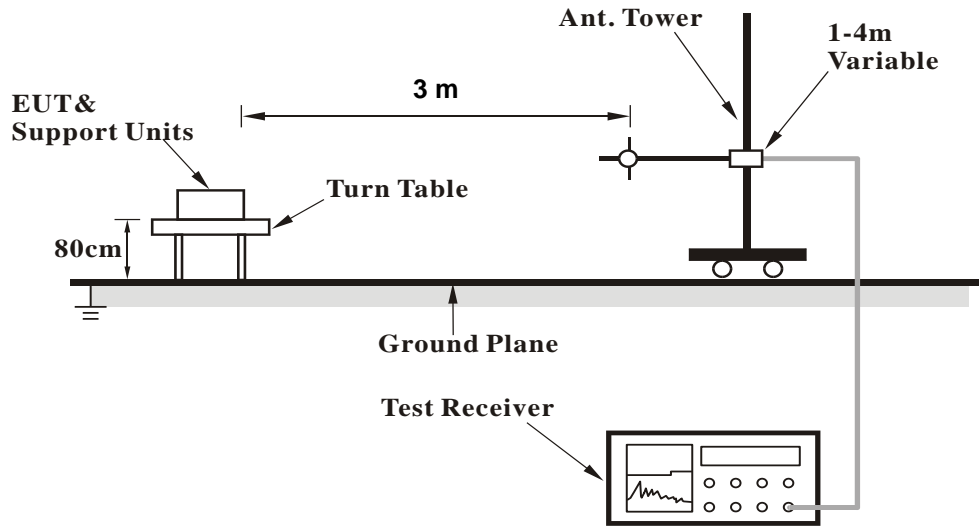 Ant. Tower
1-4m
Variable
3 m
EUT&
Support Units
Turn Table
80cm
Ground Plane
Test Receiver